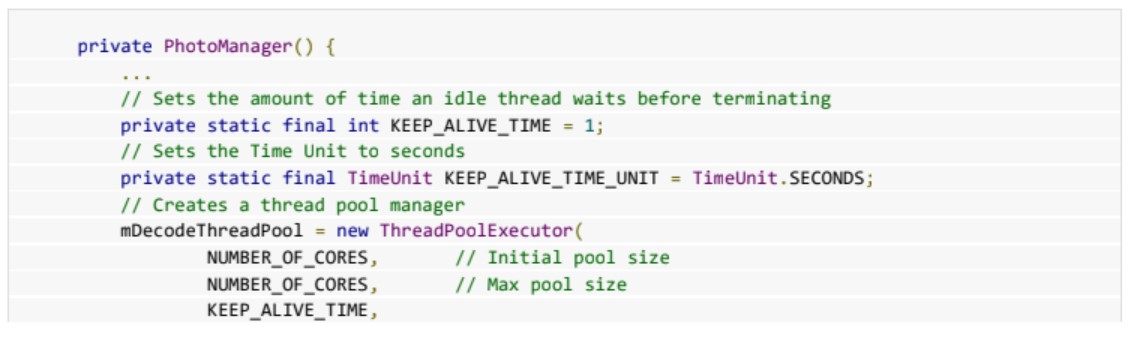 private PhotoManager() {
...
// Sets the amount of time an idle thread waits before terminating
private static final int KEEP_ALIVE_TIME = 1;
// Sets the Time Unit to seconds
private static final TimeUnit KEEP_ALIVE_TIME_UNIT = TimeUnit.SECONDS;
// Creates a thread pool manager
mDecodeThreadPool = new ThreadPoolExecutor(
NUMBER_OF_CORES,       // Initial pool size
NUMBER_OF_CORES,       // Max pool size
KEEP_ALIVE_TIME,